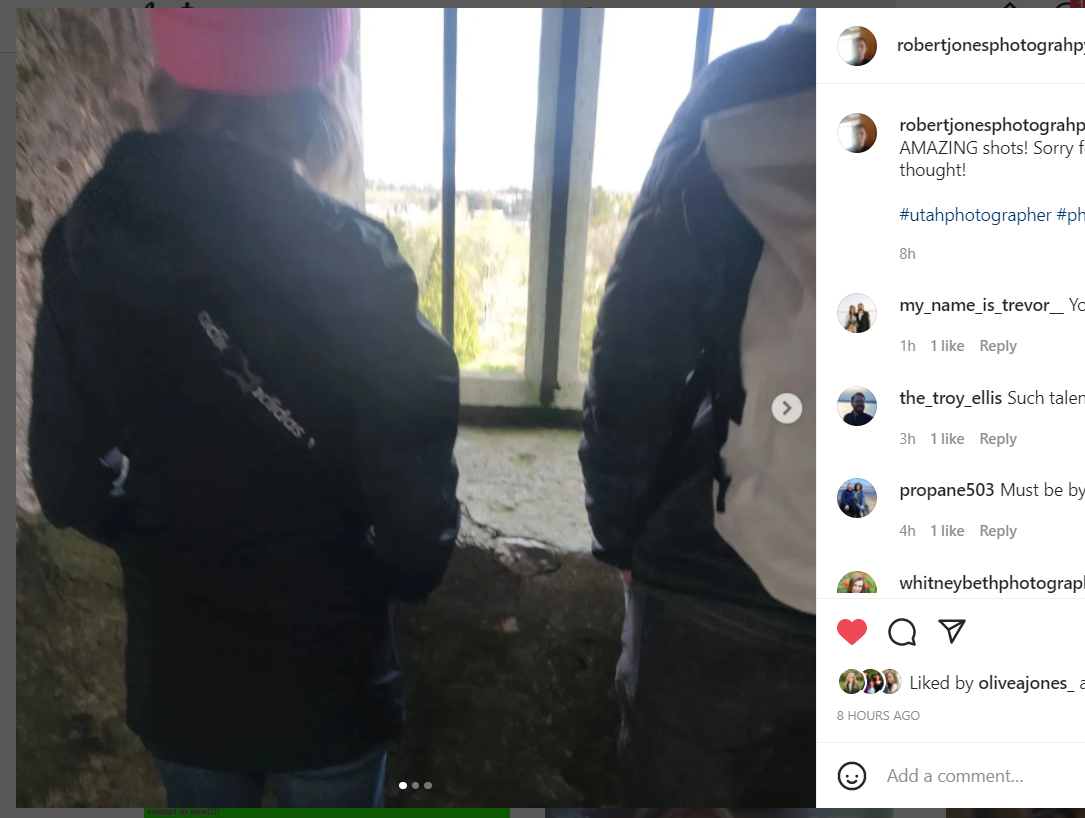 robertjonesphotograhpy
robertjonesphotograhp
AMAZING shots! Sorry f
thought!
#utahphotographer #ph
8h
my_name_is_trevor__ Yo
1h 1 like Reply
the_troy_ellis Such talen
3h 1 like Reply
propane503 Must be by
4h 1 like Reply
whitneybethphotograpl
Liked by oliveajones_ a
8 HOURS AGO
Add a comment...
adidas